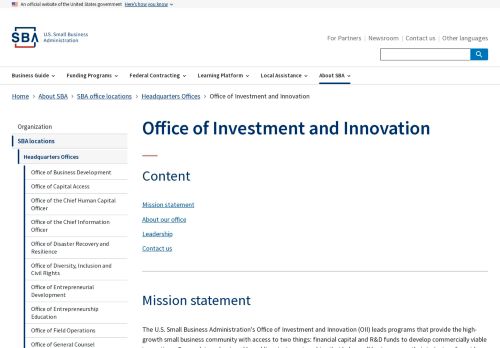 An official website of the United States government Here's how you know
SBA U.S. Small Business
Administration
For Partners Newsroom Contact us Other languages
Business Guide Funding Programs Federal Contracting Learning Platform Local Assistance About SBA
Home About SBA SBA office locations Headquarters Offices Office of Investment and Innovation
Organization
SBA locations
Headquarters Offices
Office of Business Development
Office of Capital Access
Office of the Chief Human Capital
Officer
Office of the Chief Information
Officer
Office of Disaster Recovery and
Resilience
Office of Diversity, Inclusion and
Civil Rights
Office of Entrepreneurial
Development
Office of Entrepreneurship
Education
Office of Field Operations
Office of General Counsel
Office of Investment and Innovation
Content
Mission statement
About our office
Leadership
Contact us
Mission statement
The U.S. Small Business Administration's Office of Investment and Innovation (OII) leads programs that provide the high-
growth small business community with access to two things: financial capital and R&D funds to develop commercially viable